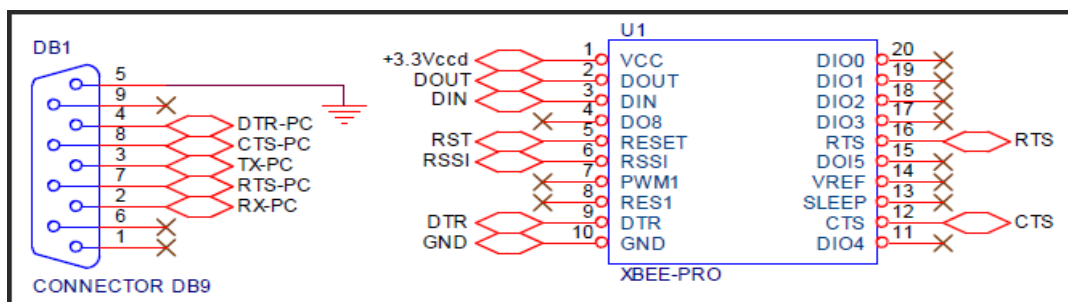 DB1
5
9
4 DTR-PC
8 CTS-PC
3 TX-PC
7 RTS-PC
2 RX-PC
6
1
CONNECTOR DB9
U1
+3.3Vccd 1 VCC DIO0 20
DOUT 2 DOUT DIO1 19
DIN 3 DIN DIO2 18
4 DO8 DIO3 17
RST 5 RESET RTS 16 RTS
RSSI 6 RSSI DOI5 15
7 PWM1 VREF 14
8 RES1 SLEEP 13
DTR 9 DTR CTS 12 CTS
GND 10 GND DIO4 11
XBEE-PRO